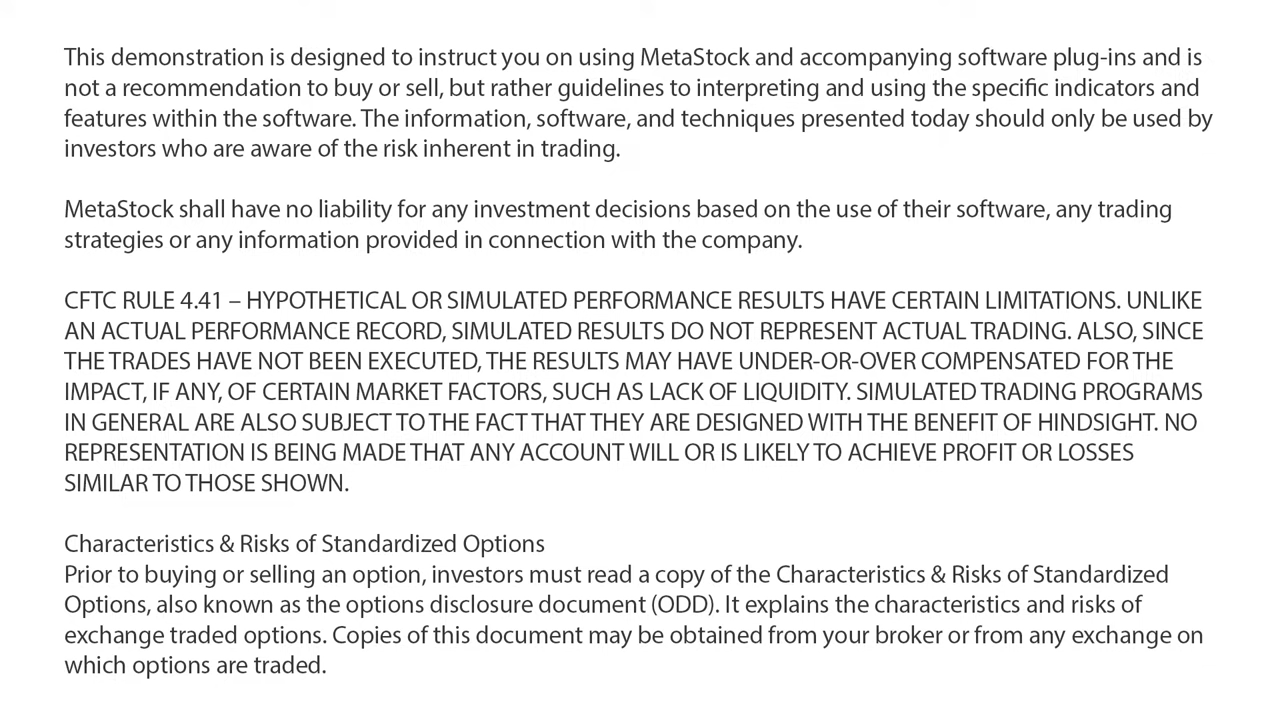 This demonstration is designed to instruct you on using MetaStock and accompanying software plug-ins and is
not a recommendation to buy or sell, but rather guidelines to interpreting and using the specific indicators and
features within the software. The information, software, and techniques presented today should only be used by
investors who are aware of the risk inherent in trading.
MetaStock shall have no liability for any investment decisions based on the use of their software, any trading
strategies or any information provided in connection with the company.
CFTC RULE 4.41 – HYPOTHETICAL OR SIMULATED PERFORMANCE RESULTS HAVE CERTAIN LIMITATIONS. UNLIKE
AN ACTUAL PERFORMANCE RECORD, SIMULATED RESULTS DO NOT REPRESENT ACTUAL TRADING. ALSO, SINCE
THE TRADES HAVE NOT BEEN EXECUTED, THE RESULTS MAY HAVE UNDER-OR-OVER COMPENSATED FOR THE
IMPACT, IF ANY, OF CERTAIN MARKET FACTORS, SUCH AS LACK OF LIQUIDITY. SIMULATED TRADING PROGRAMS
IN GENERAL ARE ALSO SUBJECT TO THE FACT THAT THEY ARE DESIGNED WITH THE BENEFIT OF HINDSIGHT. NO
REPRESENTATION IS BEING MADE THAT ANY ACCOUNT WILL OR IS LIKELY TO ACHIEVE PROFIT OR LOSSES
SIMILAR TO THOSE SHOWN.
Characteristics & Risks of Standardized Options
Prior to buying or selling an option, investors must read a copy of the Characteristics & Risks of Standardized
Options, also known as the options disclosure document (ODD). It explains the characteristics and risks of
exchange traded options. Copies of this document may be obtained from your broker or from any exchange on
which options are traded.